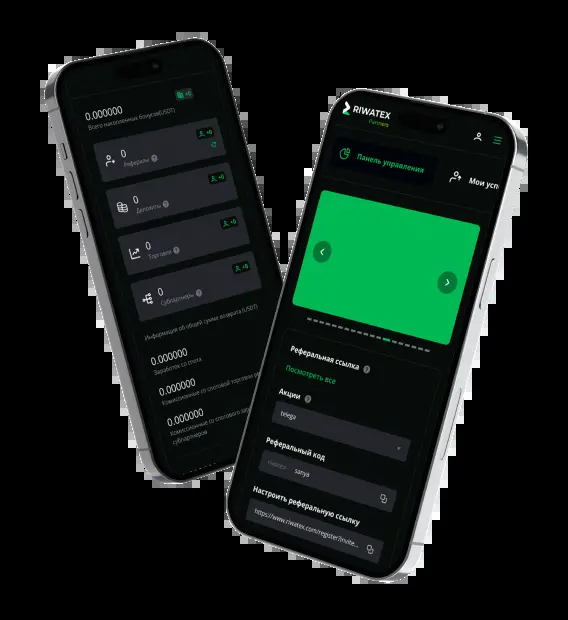 +0
0.000000
Всего накопленных бонусов(USDT)
+0
0
Рефералы
+0
0
Депозиты
+0
0
Торговля
+0
0
Субпартнеры
Информация об общей сумме возврата (USDT)
0.000000
Заработок со счета
0.000000
Комиссионные со спотовой торговли
0.000000
Комиссионные со спотового
субпартнеров
RIWATEX
Partners
Панель управления
Мои усп
Реферальная ссылка
Посмотреть все
Акции
telega
Реферальный код
sanya
Настроить реферальную ссылку
https://www.riwatex.com/register?invite...